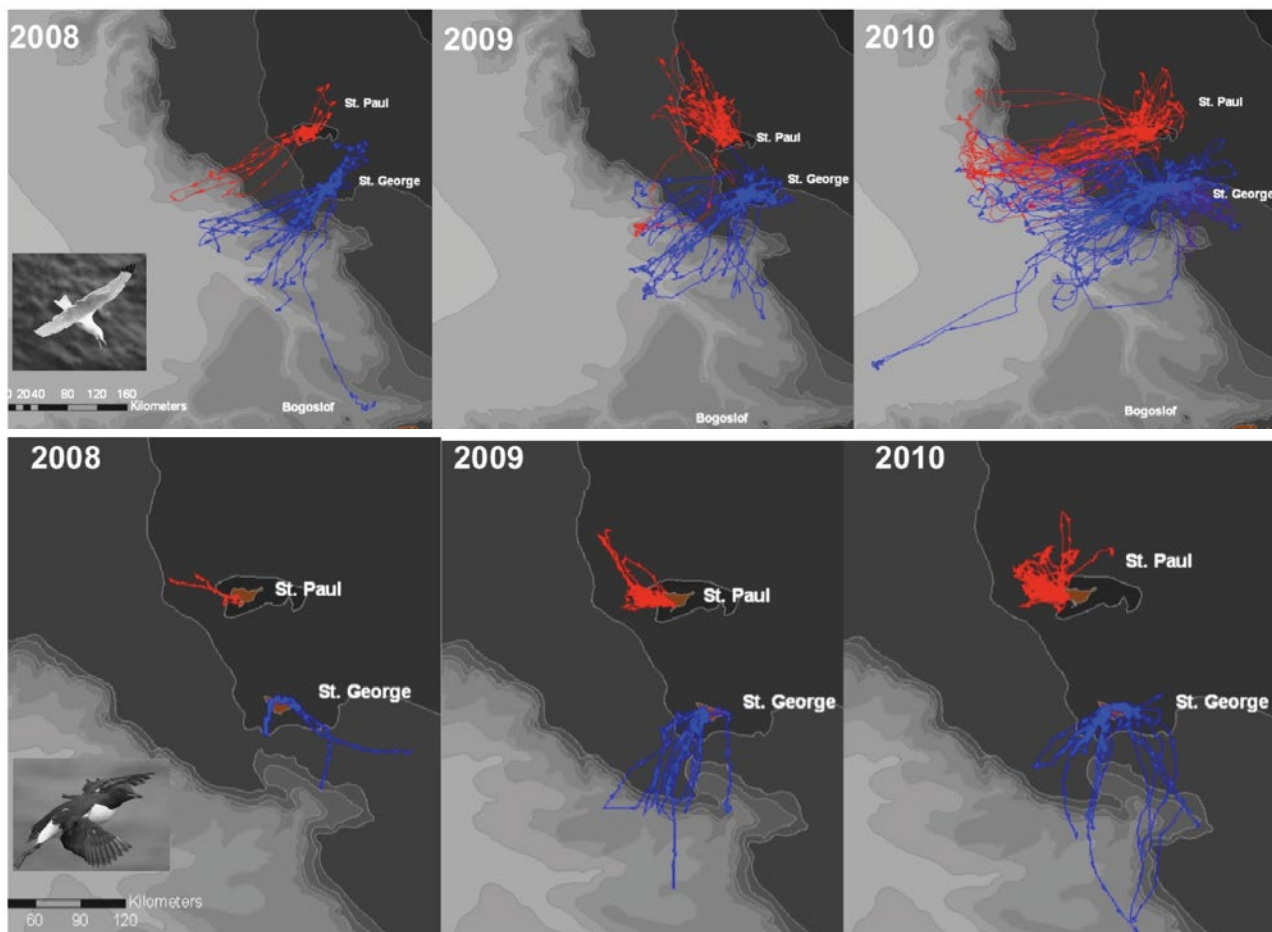 2008
St. Paul
St. George
0 20 40 80 120 160
Kilometers
Bogoslof
2009
St. Paul
St. George
Bogoslof
2010
St. Paul
St. George
Bogoslof
2008
St. Paul
St. George
Kilometers
60 90 120
2009
St. Paul
St. George
2010
St. Paul
St. George